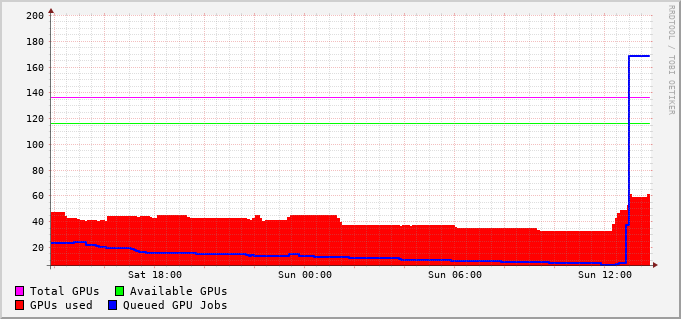 200
180
160
140
120
100
80
60
40
20
Sat 18:00 Sun 00:00 Sun 06:00 Sun 12:00
Total GPUs Available GPUs
GPUs used Queued GPU Jobs
RRDTOOL / TOBI OETIKER